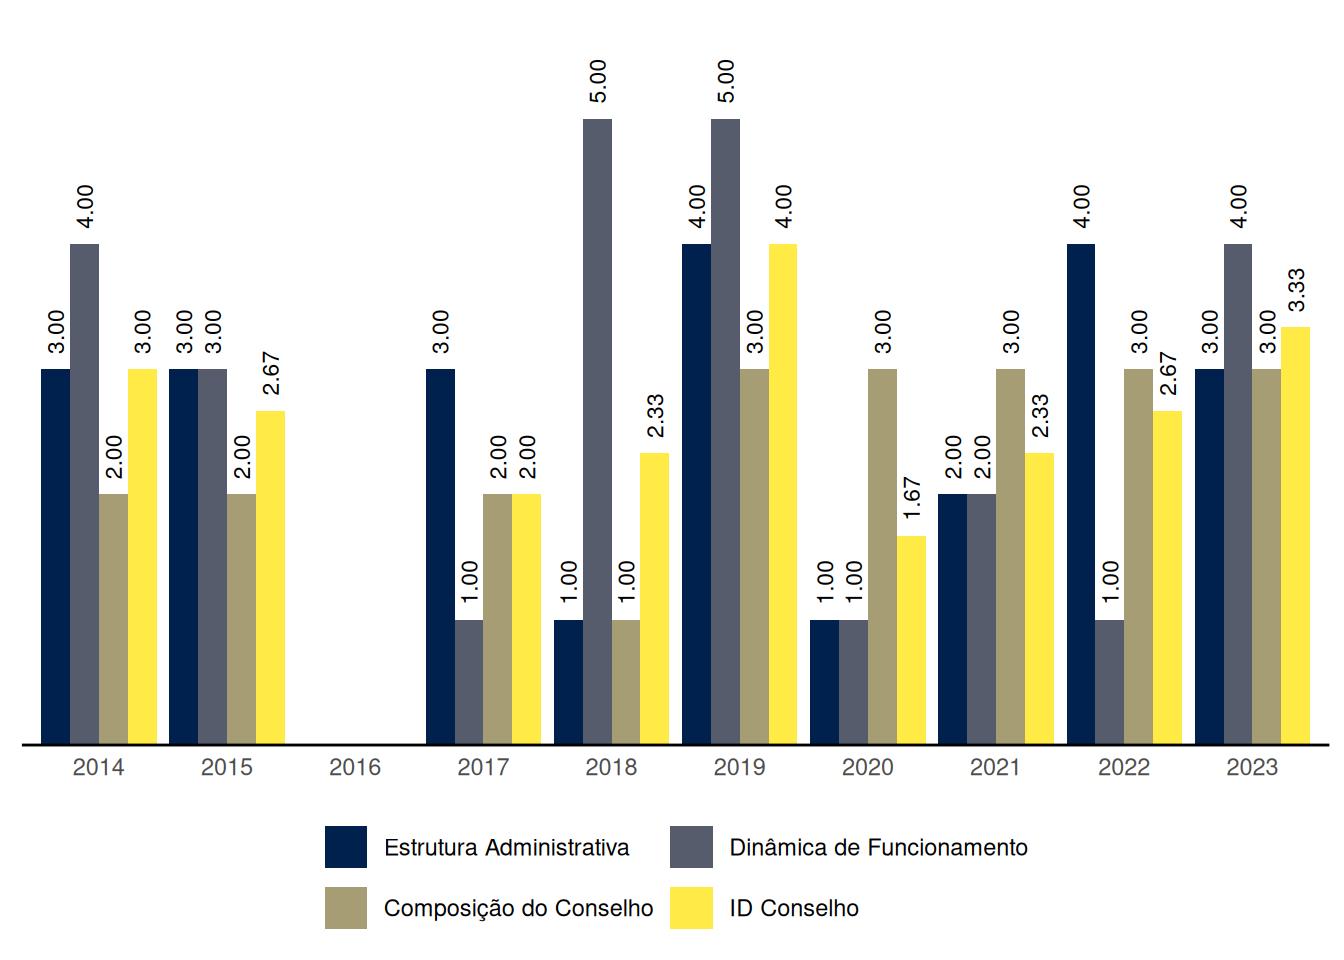 3.00 4.00 2.00 3.00
3.00 3.00 2.00 2.67
3.00 1.00 2.00 2.00
1.00 5.00 1.00 2.33
4.00 5.00 3.00 4.00
1.00 1.00 3.00 1.67
2.00 2.00 3.00 2.33
4.00 1.00 3.00 2.67
3.00 4.00 3.00 3.33
2014 2015 2016 2017 2018 2019 2020 2021 2022 2023
Estrutura Administrativa Dinâmica de Funcionamento
Composição do Conselho ID Conselho